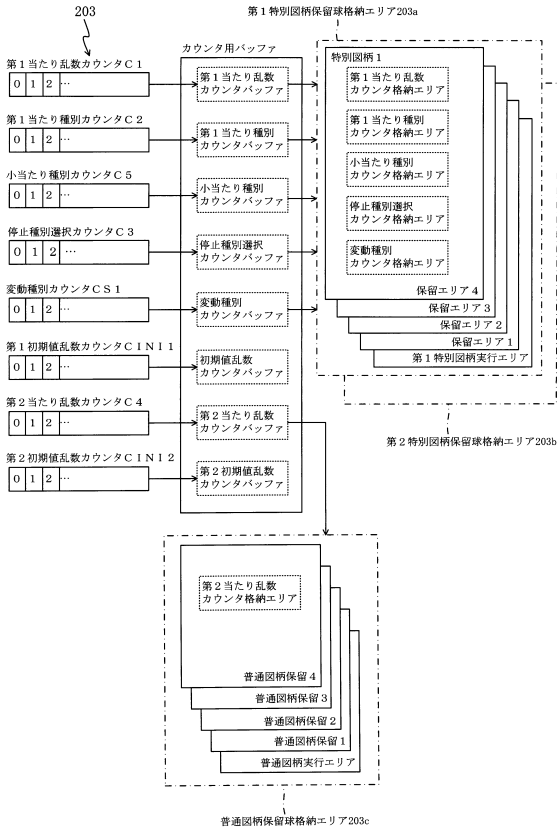 203
第１特別図柄保留球格納エリア203a
カウンタ用バッファ
第１当たり乱数カウンタＣ１
0 1 2 …
第１当たり種別カウンタＣ２
0 1 2 …
小当たり種別カウンタＣ５
0 1 2 …
停止種別選択カウンタＣ３
0 1 2 …
変動種別カウンタＣＳ１
0 1 2 …
第１初期値乱数カウンタＣＩＮＩ１
0 1 2 …
第２当たり乱数カウンタＣ４
0 1 2 …
第２初期値乱数カウンタＣＩＮＩ２
0 1 2 …
第１当たり乱数
カウンタバッファ
第１当たり種別
カウンタバッファ
小当たり種別
カウンタバッファ
停止種別選択
カウンタバッファ
変動種別
カウンタバッファ
初期値乱数
カウンタバッファ
第２当たり乱数
カウンタバッファ
第２初期値乱数
カウンタバッファ
特別図柄１
第１当たり乱数
カウンタ格納エリア
第１当たり種別
カウンタ格納エリア
小当たり種別
カウンタ格納エリア
停止種別選択
カウンタ格納エリア
変動種別
カウンタ格納エリア
保留エリア４
保留エリア３
保留エリア２
保留エリア１
第１特別図柄実行エリア
第２特別図柄保留球格納エリア203b
第２当たり乱数
カウンタ格納エリア
普通図柄保留４
普通図柄保留３
普通図柄保留２
普通図柄保留１
普通図柄実行エリア
普通図柄保留球格納エリア203c